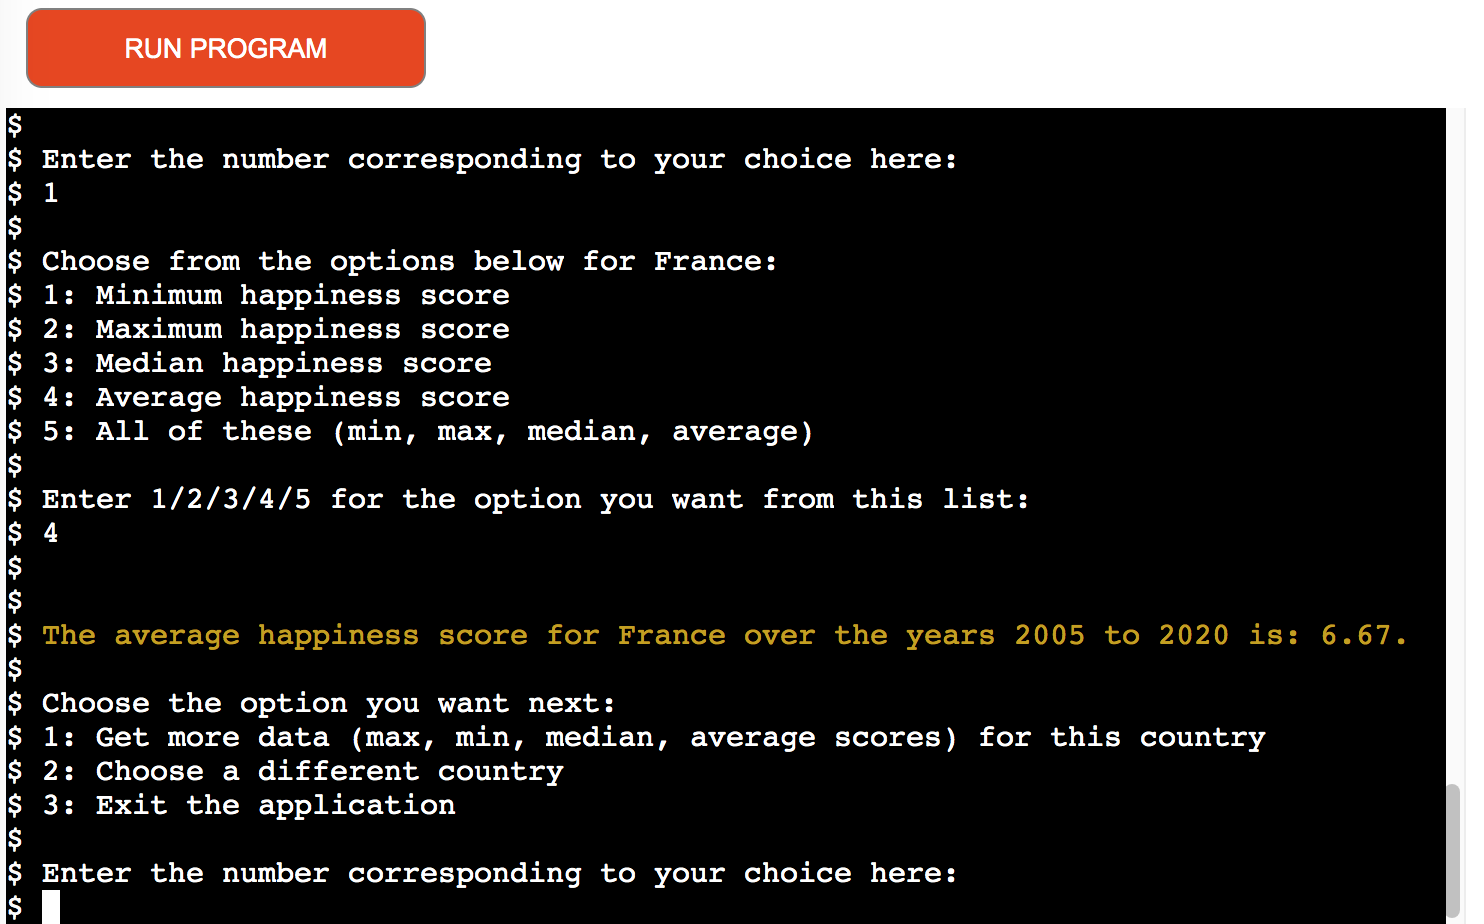 RUN PROGRAM
$
$ Enter the number corresponding to your choice here:
$ 1
$
$ Choose from the options below for France:
$ 1: Minimum happiness score
$ 2: Maximum happiness score
$ 3: Median happiness score
$ 4: Average happiness score
$ 5: All of these (min, max, median, average)
$
$ Enter 1/2/3/4/5 for the option you want from this list:
$ 4
$
$
$ The average happiness score for France over the years 2005 to 2020 is: 6.67.
$
$ Choose the option you want next:
$ 1: Get more data (max, min, median, average scores) for this country
$ 2: Choose a different country
$ 3: Exit the application
$
$ Enter the number corresponding to your choice here:
$